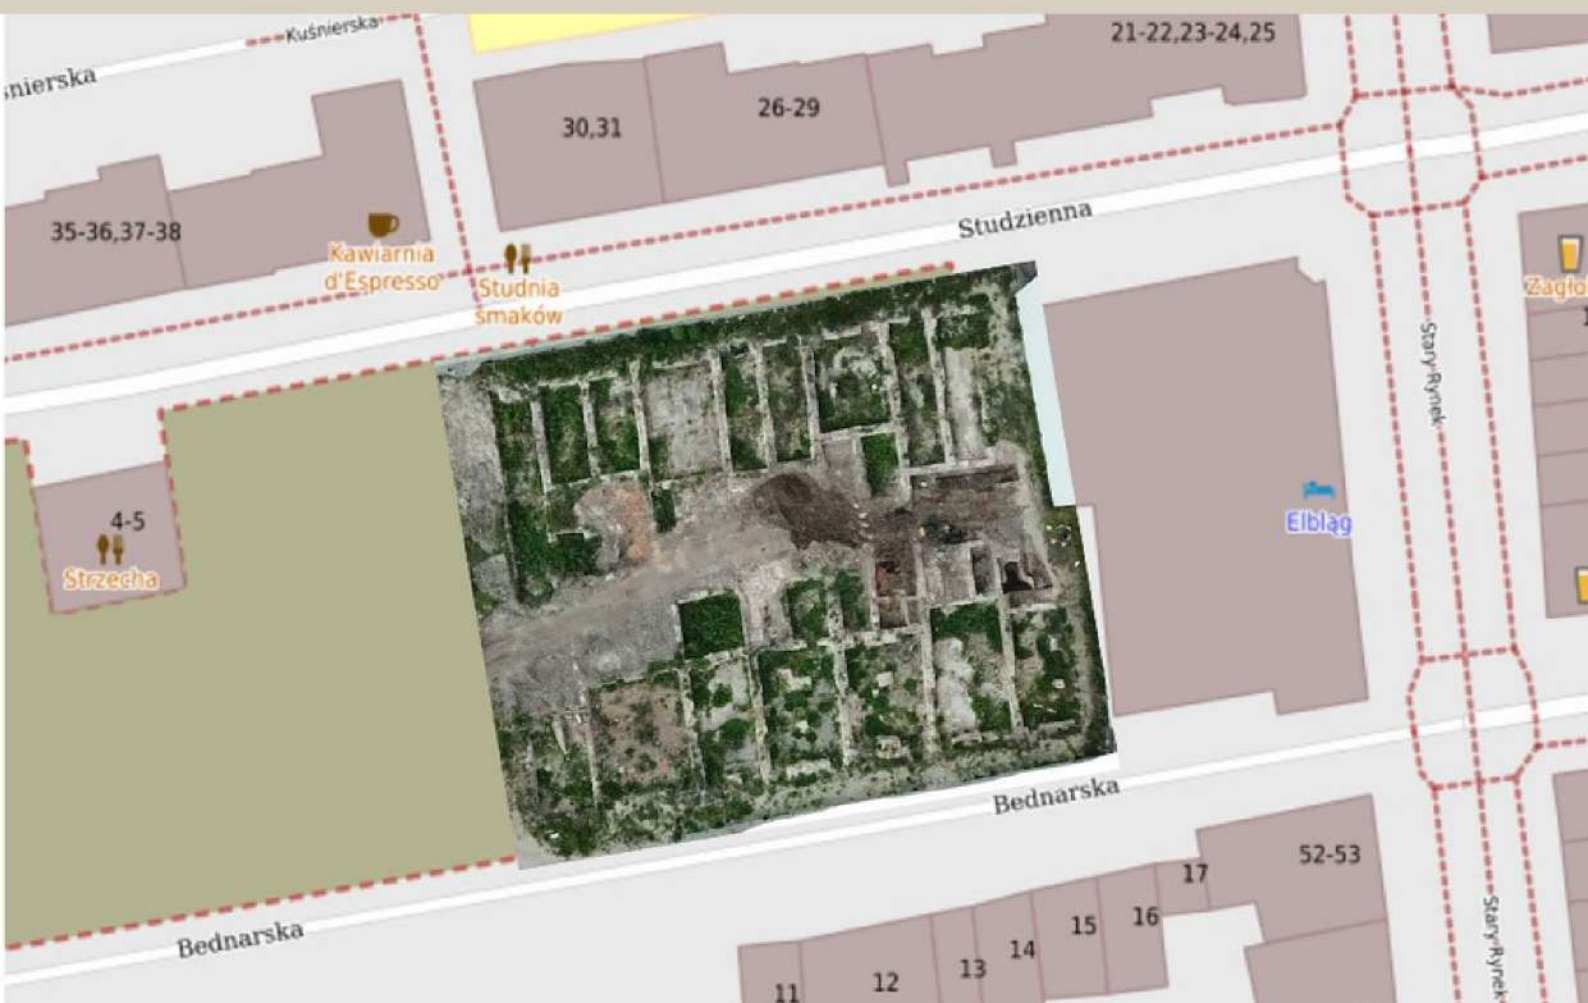 Kuśnierska
śnierska
21-22,23-24,25
26-29
30,31
35-36,37-38
Kawiarnia
d'Espresso
Studnia
smaków
Studzienna
Zagło
Stary Rynek
4-5
Strzecha
Elbląg
Bednarska
Bednarska
52-53
17
16
15
14
13
12
11
Stary Rynek